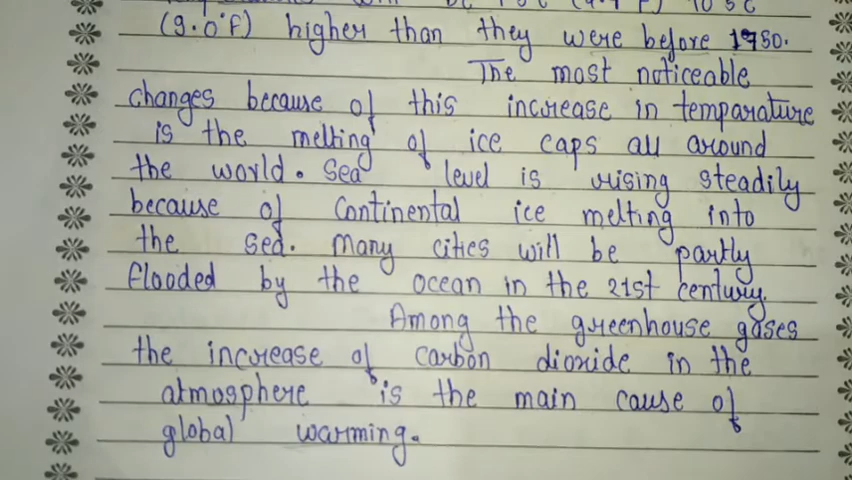 (9.0°F) higher than they were before 1950.
The most noticeable
changes because of this increase in temparature
is the melting of ice caps all around
the world. Sea level is rising steadily
because of Continental ice melting into
the sea. Many cities will be partly
flooded by the ocean in the 21st century.
Among the greenhouse gases
the increase of carbon dioxide in the
atmosphere is the main cause of
global warming.